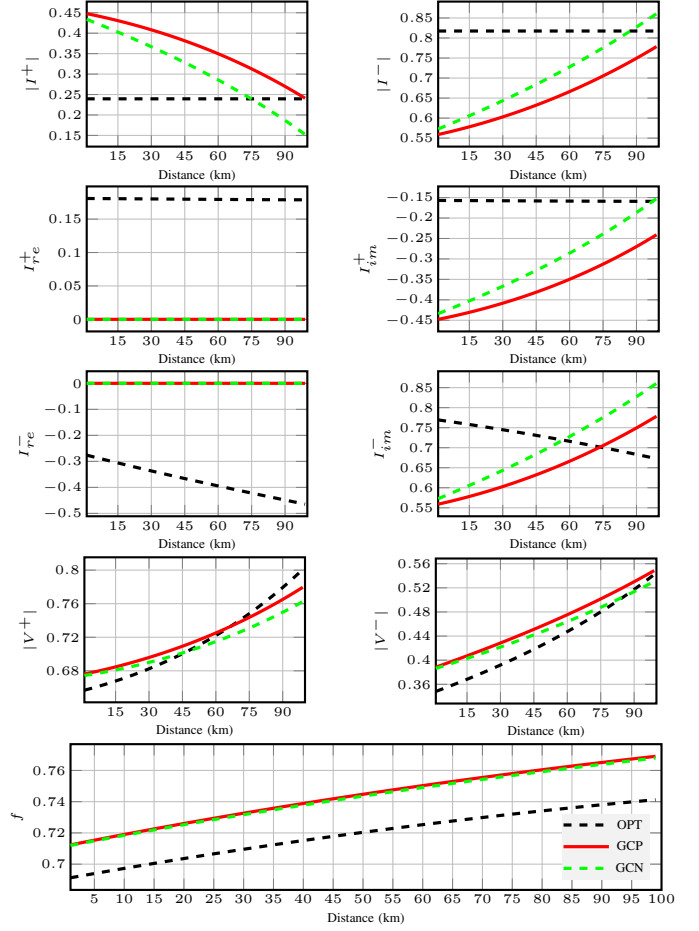 0.45
0.4
0.35
0.3
0.24
0.2
0.15
|I⁺|
15 30 45 60 75 90
Distance (km)
0.85
0.8
0.75
0.7
0.65
0.6
0.55
|I⁻|
15 30 45 60 75 90
Distance (km)
0.15
0.1
0.05
0
I⁺re
15 30 45 60 75 90
Distance (km)
−0.15
−0.2
−0.25
−0.3
−0.35
−0.4
−0.45
I⁺im
15 30 45 60 75 90
Distance (km)
0
−0.1
−0.2
−0.3
−0.4
−0.5
I⁻re
15 30 45 60 75 90
Distance (km)
0.85
0.8
0.75
0.7
0.65
0.6
0.55
I⁻im
15 30 45 60 75 90
Distance (km)
0.8
0.76
0.72
0.68
|V⁺|
15 30 45 60 75 90
Distance (km)
0.56
0.52
0.48
0.44
0.4
0.36
|V⁻|
15 30 45 60 75 90
Distance (km)
0.76
0.74
0.72
0.7
f
OPT
GCP
GCN
5 10 15 20 25 30 35 40 45 50 55 60 65 70 75 80 85 90 95 100
Distance (km)